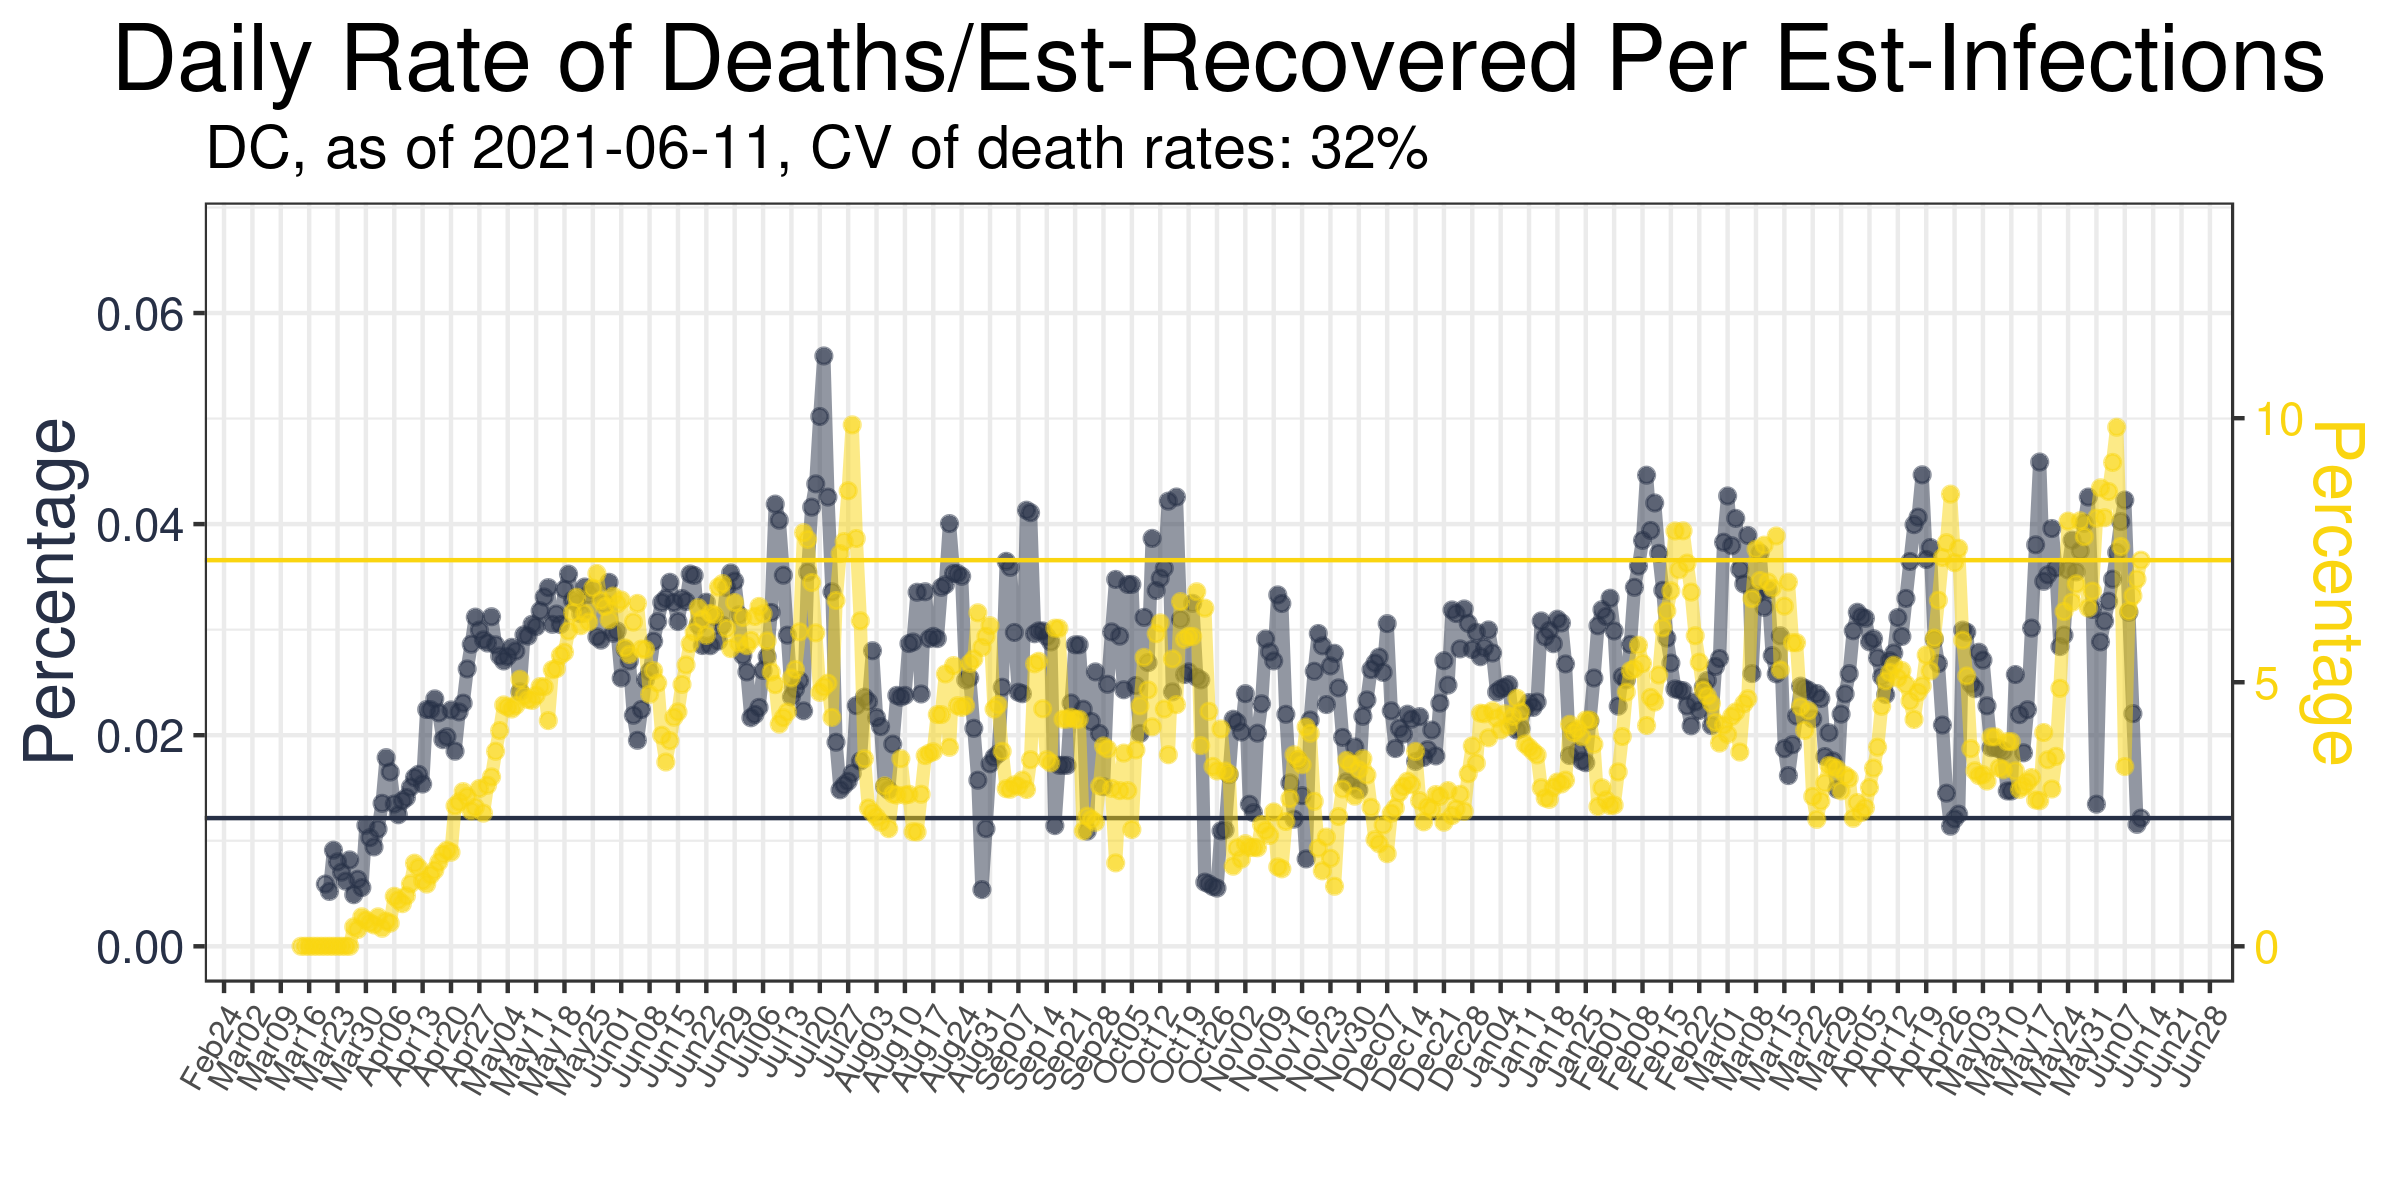 Daily Rate of Deaths/Est-Recovered Per Est-Infections
DC, as of 2021-06-11, CV of death rates: 32%
Percentage
0.06
0.04
0.02
0.00
10
5
0
Percentage
Feb24 Mar02 Mar09 Mar16 Mar23 Mar30 Apr06 Apr13 Apr20 Apr27 May04 May11 May18 May25 Jun01 Jun08 Jun15 Jun22 Jun29 Jul06 Jul13 Jul20 Jul27 Aug03 Aug10 Aug17 Aug24 Aug31 Sep07 Sep14 Sep21 Sep28 Oct05 Oct12 Oct19 Oct26 Nov02 Nov09 Nov16 Nov23 Nov30 Dec07 Dec14 Dec21 Dec28 Jan04 Jan11 Jan18 Jan25 Feb01 Feb08 Feb15 Feb22 Mar01 Mar08 Mar15 Mar22 Mar29 Apr05 Apr12 Apr19 Apr26 May03 May10 May17 May24 May31 Jun07 Jun14 Jun21 Jun28